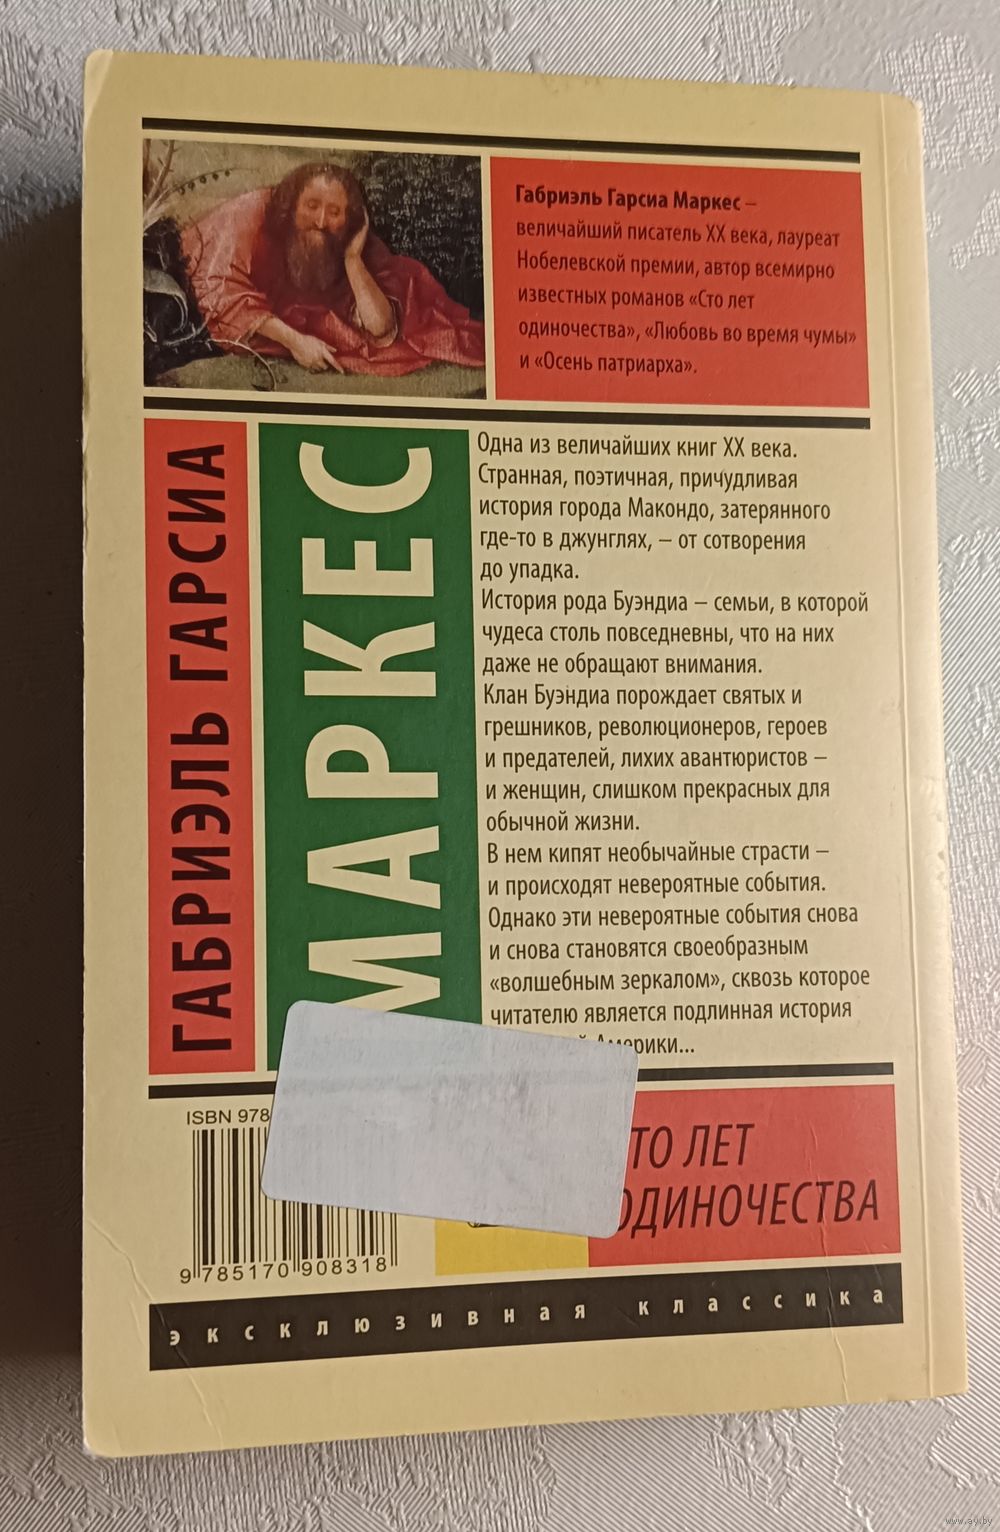 Габриэль Гарсиа Маркес –
величайший писатель XX века, лауреат
Нобелевской премии, автор всемирно
известных романов «Сто лет
одиночества», «Любовь во время чумы»
и «Осень патриарха».
ГАБРИЭЛЬ ГАРСИА
МАРКЕС
Одна из величайших книг XX века.
Странная, поэтичная, причудливая
история города Макондо, затерянного
где-то в джунглях, – от сотворения
до упадка.
История рода Буэндиа – семьи, в которой
чудеса столь повседневны, что на них
даже не обращают внимания.
Клан Буэндиа порождает святых и
грешников, революционеров, героев
и предателей, лихих авантюристов –
и женщин, слишком прекрасных для
обычной жизни.
В нем кипят необычайные страсти –
и происходят невероятные события.
Однако эти невероятные события снова
и снова становятся своеобразным
«волшебным зеркалом», сквозь которое
читателю является подлинная история
Америки...
ISBN 978
9 785170 908318
ТО ЛЕТ
ОДИНОЧЕСТВА
эксклюзивная классика
www.ay.by